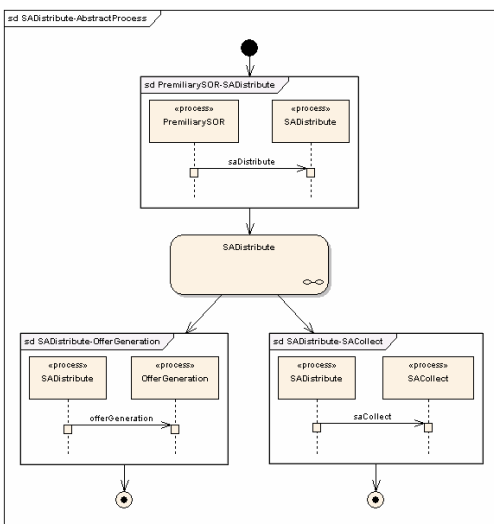 sd SADistribute-AbstractProcess
sd PremiliarySOR-SADistribute
«process»
PremiliarySOR
«process»
SADistribute
saDistribute
SADistribute
sd SADistribute-OfferGeneration
«process»
SADistribute
«process»
OfferGeneration
offerGeneration
sd SADistribute-SACollect
«process»
SADistribute
«process»
SACollect
saCollect